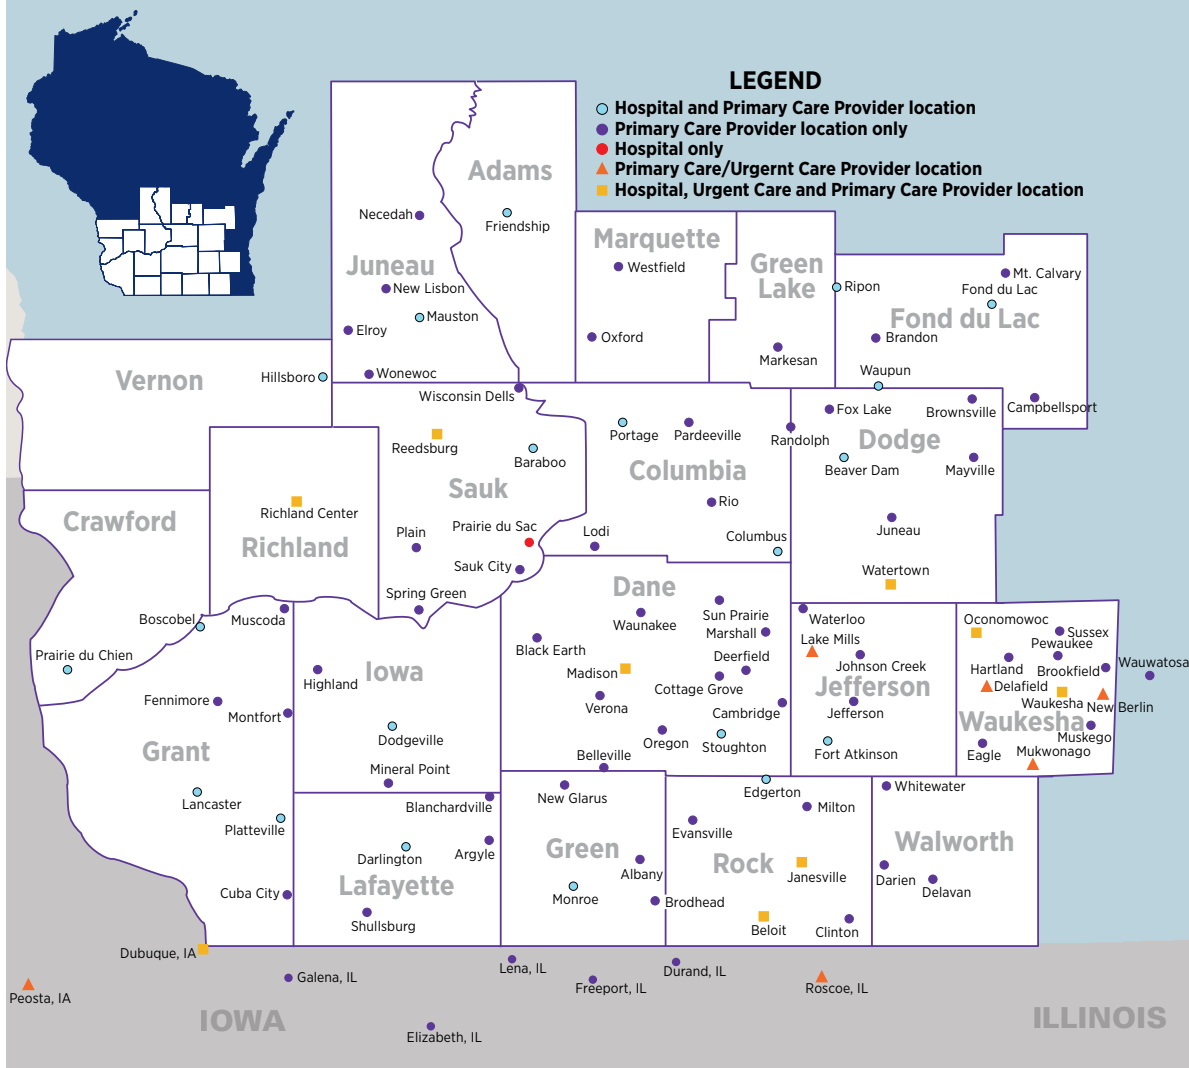 LEGEND
Hospital and Primary Care Provider location
Primary Care Provider location only
Hospital only
Primary Care/Urgernt Care Provider location
Hospital, Urgent Care and Primary Care Provider location
Adams
Necedah
Friendship
Marquette
Juneau
Green
Lake
Westfield
Mt. Calvary
New Lisbon
Ripon
Fond du Lac
Mauston
Fond du Lac
Elroy
Oxford
Brandon
Markesan
Vernon
Hillsboro
Wonewoc
Waupun
Wisconsin Dells
Fox Lake
Brownsville
Campbellsport
Portage
Pardeeville
Randolph
Dodge
Reedsburg
Baraboo
Columbia
Beaver Dam
Mayville
Sauk
Rio
Richland Center
Crawford
Prairie du Sac
Plain
Lodi
Columbus
Juneau
Richland
Sauk City
Watertown
Dane
Spring Green
Boscobel
Muscoda
Waunakee
Sun Prairie
Waterloo
Oconomowoc
Marshall
Lake Mills
Sussex
Pewaukee
Black Earth
Prairie du Chien
Deerfield
Johnson Creek
Hartland
Brookfield
Wauwatosa
Iowa
Madison
Highland
Cottage Grove
Jefferson
Delafield
Fennimore
Verona
Waukesha
New Berlin
Montfort
Cambridge
Jefferson
Waukesha
Dodgeville
Oregon
Stoughton
Muskego
Grant
Belleville
Fort Atkinson
Eagle
Mukwonago
Mineral Point
Edgerton
Whitewater
Lancaster
Blanchardville
New Glarus
Milton
Platteville
Evansville
Walworth
Darlington
Argyle
Green
Rock
Albany
Janesville
Darien
Delavan
Lafayette
Cuba City
Monroe
Brodhead
Shullsburg
Beloit
Clinton
Dubuque, IA
Lena, IL
Durand, IL
Galena, IL
Freeport, IL
Roscoe, IL
Peosta, IA
IOWA
ILLINOIS
Elizabeth, IL